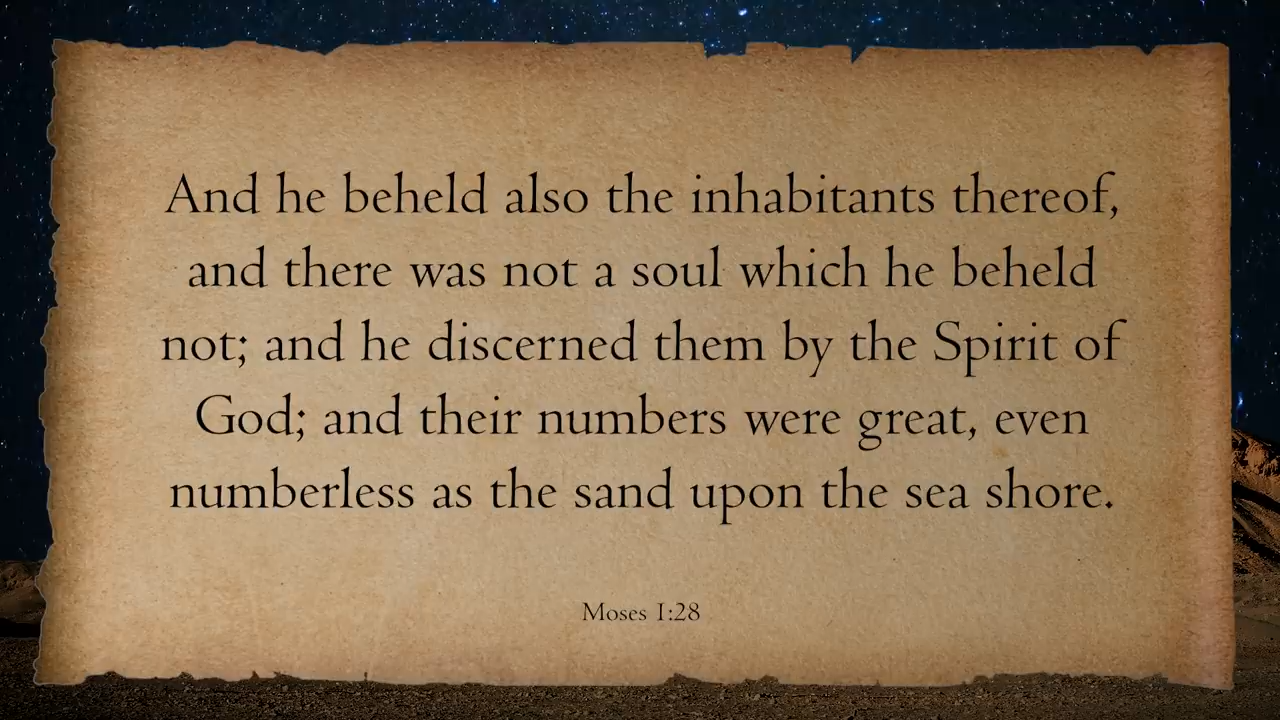 And he beheld also the inhabitants thereof,
and there was not a soul which he beheld
not; and he discerned them by the Spirit of
God; and their numbers were great, even
numberless as the sand upon the sea shore.
Moses 1:28